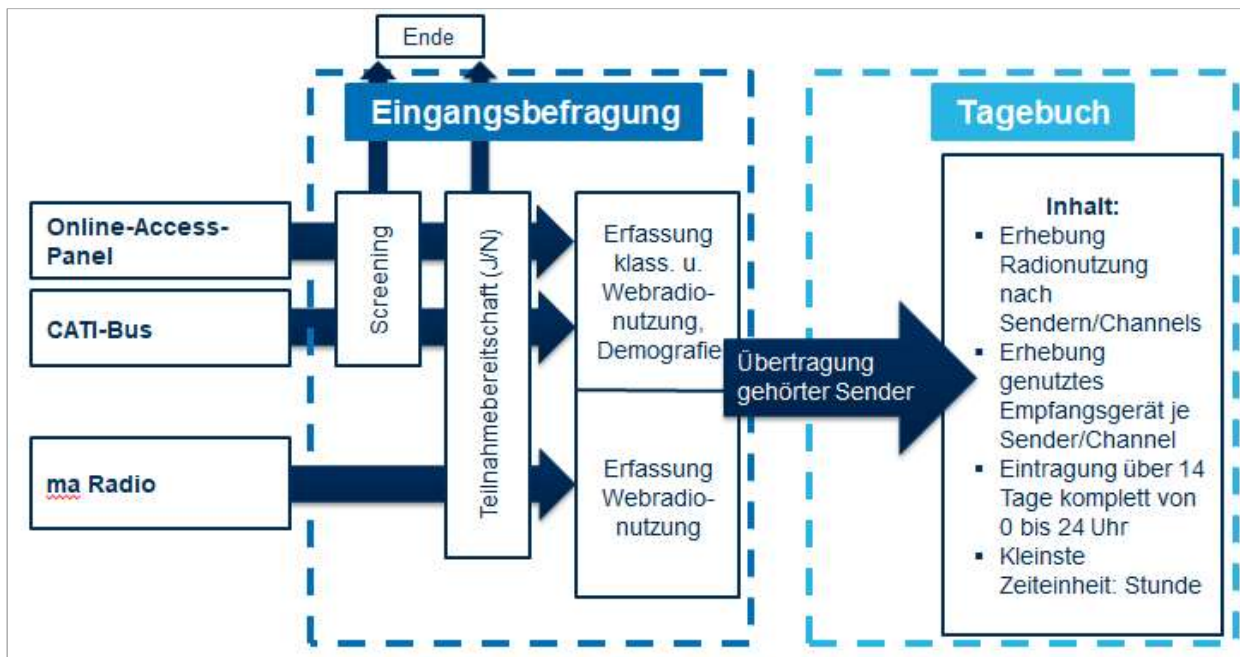 Ende
Eingangsbefragung
Tagebuch
Online-Access-
Panel
CATI-Bus
ma Radio
Screening
Teilnahmebereitschaft (J/N)
Erfassung
klass. u.
Webradio-
nutzung,
Demografie
Erfassung
Webradio-
nutzung
Übertragung
gehörter Sender
Inhalt:
▪ Erhebung
Radionutzung
nach
Sendern/Channels
▪ Erhebung
genutztes
Empfangsgerät je
Sender/Channel
▪ Eintragung über 14
Tage komplett von
0 bis 24 Uhr
▪ Kleinste
Zeiteinheit: Stunde